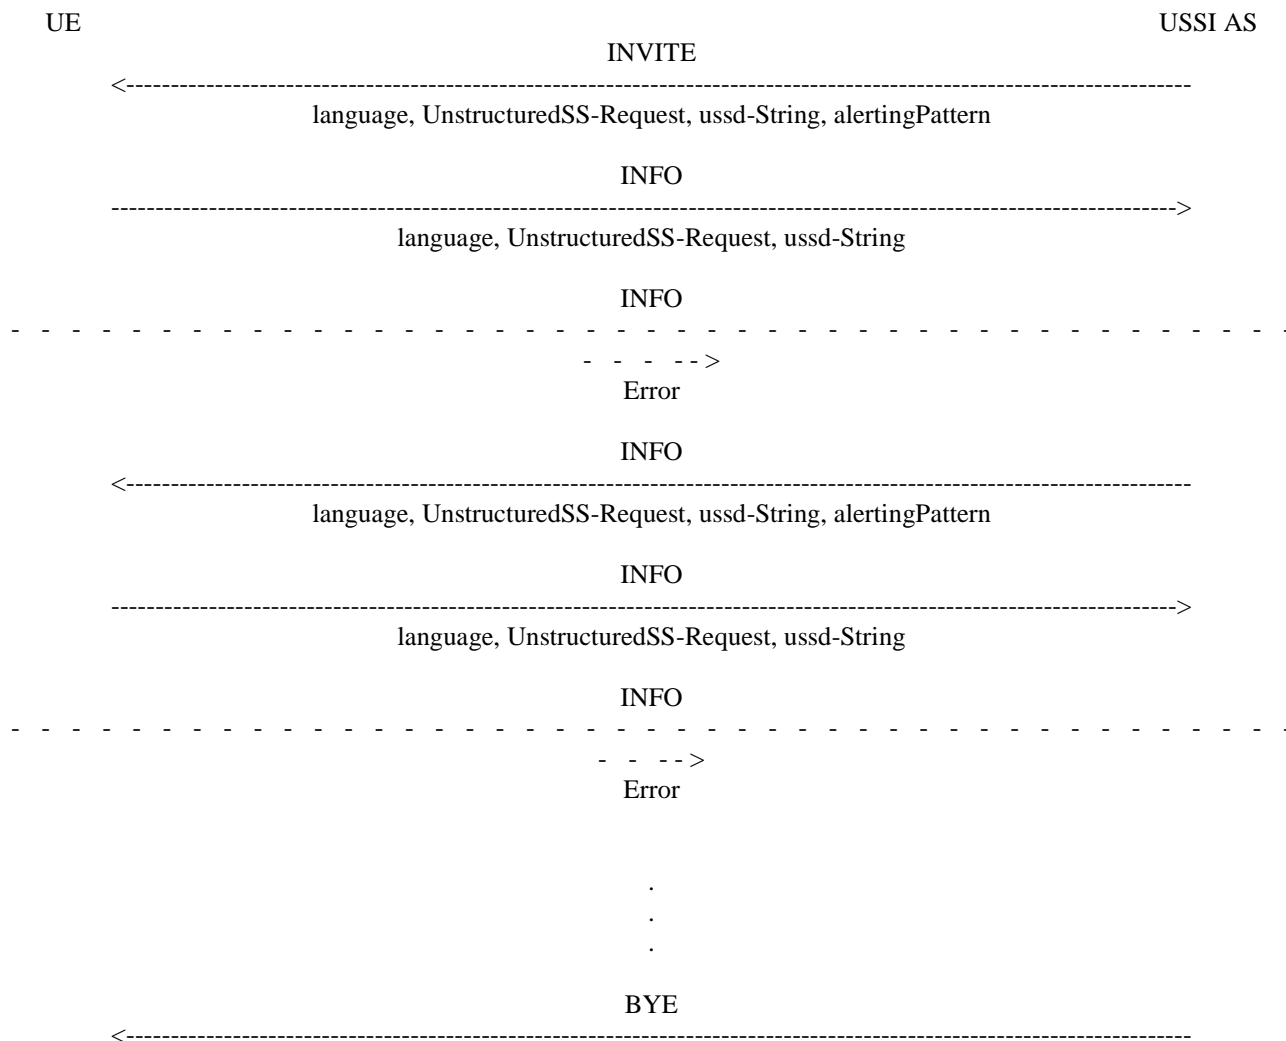 UE USSI AS
INVITE
<------------------------------------------------------------------------------------------------------------------------
language, UnstructuredSS-Request, ussd-String, alertingPattern
INFO
------------------------------------------------------------------------------------------------------------------------>
language, UnstructuredSS-Request, ussd-String
INFO
- - - - - - - - - - - - - - - - - - - - - - - - - - - - - - - - - - - - - - - - - - -
- - - - - >
Error
INFO
<------------------------------------------------------------------------------------------------------------------------
language, UnstructuredSS-Request, ussd-String, alertingPattern
INFO
------------------------------------------------------------------------------------------------------------------------>
language, UnstructuredSS-Request, ussd-String
INFO
- - - - - - - - - - - - - - - - - - - - - - - - - - - - - - - - - - - - - - - - - - -
- - - - >
Error
.
.
.
BYE
<------------------------------------------------------------------------------------------------------------------------